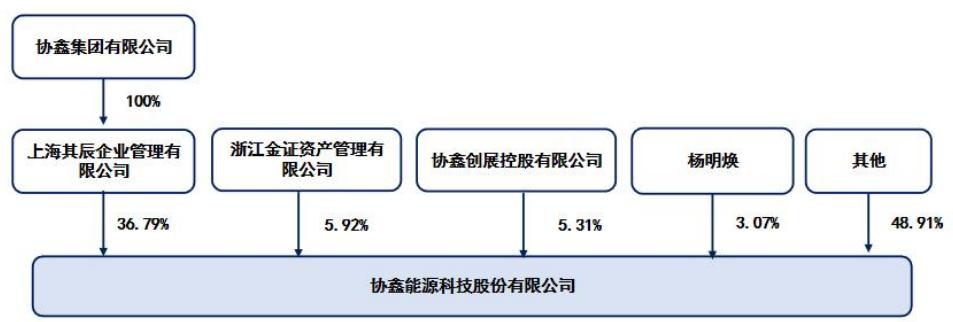 协鑫集团有限公司
100%
上海其辰企业管理有
限公司
浙江金证资产管理有
限公司
协鑫创展控股有限公司
杨明焕
其他
36.79%
5.92%
5.31%
3.07%
48.91%
协鑫能源科技股份有限公司